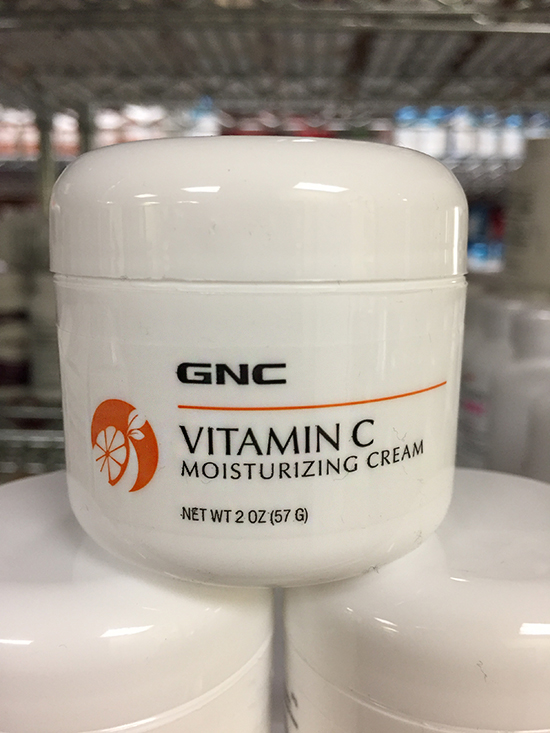 GNC
VITAMIN C
MOISTURIZING CREAM
NET WT 2 OZ (57 G)